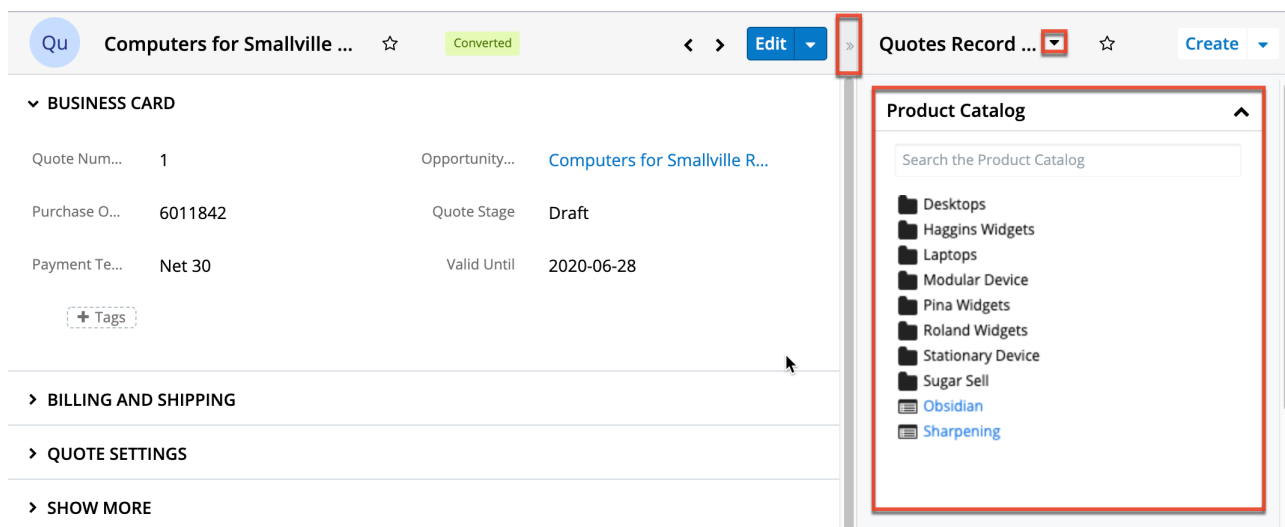 Qu
Computers for Smallville ...
Converted
Edit
»
Quotes Record ...
Create
BUSINESS CARD
Quote Num...
1
Opportunity...
Computers for Smallville R...
Purchase O...
6011842
Quote Stage
Draft
Payment Te...
Net 30
Valid Until
2020-06-28
+ Tags
BILLING AND SHIPPING
QUOTE SETTINGS
SHOW MORE
Product Catalog
Search the Product Catalog
Desktops
Haggins Widgets
Laptops
Modular Device
Pina Widgets
Roland Widgets
Stationary Device
Sugar Sell
Obsidian
Sharpening